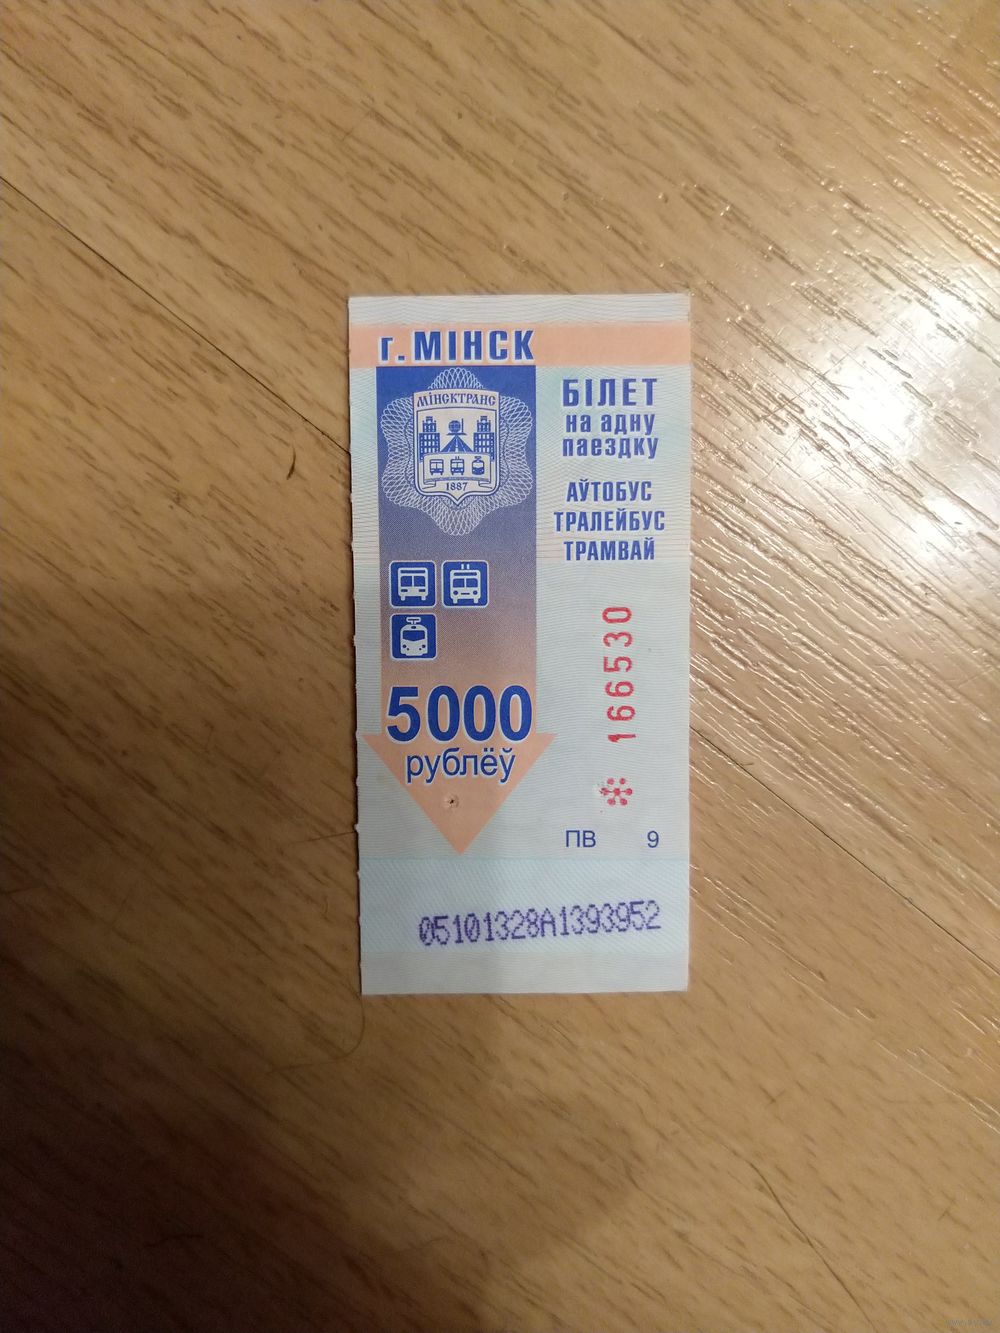 г. МІНСК
МІНСКТРАНС
1887
БІЛЕТ
на адну
паездку
АЎТОБУС
ТРАЛЕЙБУС
ТРАМВАЙ
166530
5000
рублёў
ПВ 9
05101328А1393952